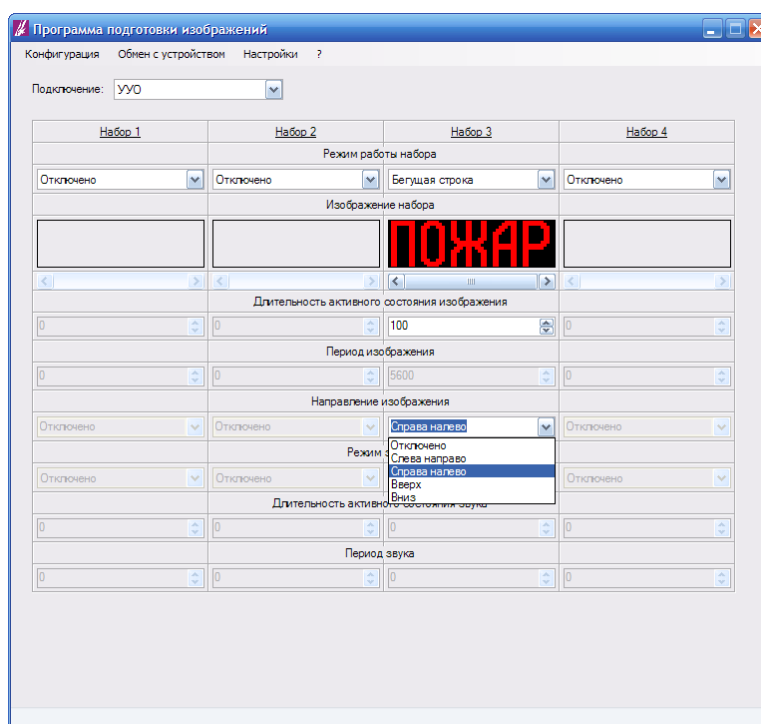 Программа подготовки изображений
Конфигурация Обмен с устройством Настройки ?
Подключение: УУО
Набор 1 Набор 2 Набор 3 Набор 4
Режим работы набора
Отключено Отключено Бегущая строка Отключено
Изображение набора
ПОЖАР
Длительность активного состояния изображения
0 0 100 0
Период изображения
0 0 5600 0
Направление изображения
Отключено Отключено Справа налево Отключено
Отключено
Режим
Слева направо
Справа налево
Отключено Отключено Отключено
Вверх
Вниз
Длительность активного состояния звука
0 0 0 0
Период звука
0 0 0 0